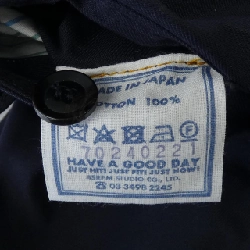 MADE IN JAPAN
COTTON 100%
70240221
HAVE A GOOD DAY
JUST HIT! JUST FIT! JUST NOW!
STUDIO CO., LTD.
☎ 03 3498 2245